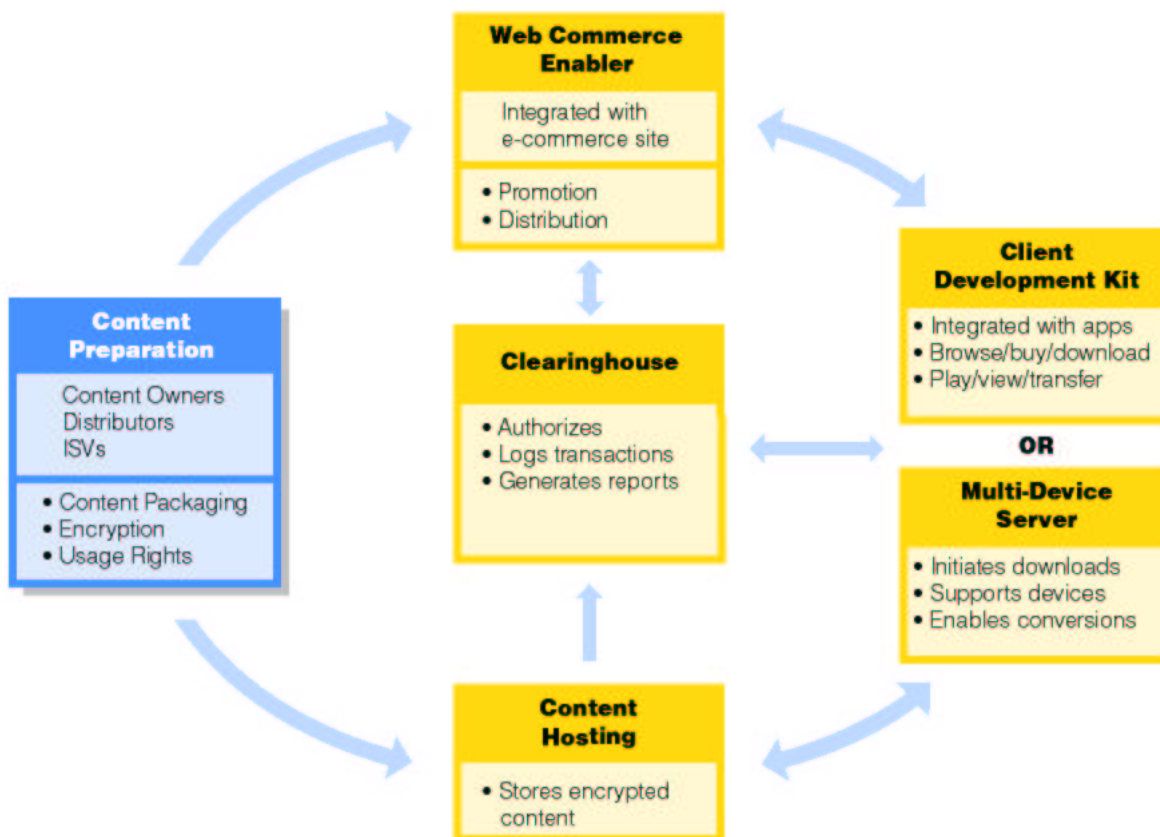 Web Commerce
Enabler
Integrated with
e-commerce site
• Promotion
• Distribution
Content
Preparation
Content Owners
Distributors
ISVs
• Content Packaging
• Encryption
• Usage Rights
Clearinghouse
• Authorizes
• Logs transactions
• Generates reports
Client
Development Kit
• Integrated with apps
• Browse/buy/download
• Play/view/transfer
OR
Multi-Device
Server
• Initiates downloads
• Supports devices
• Enables conversions
Content
Hosting
• Stores encrypted
content